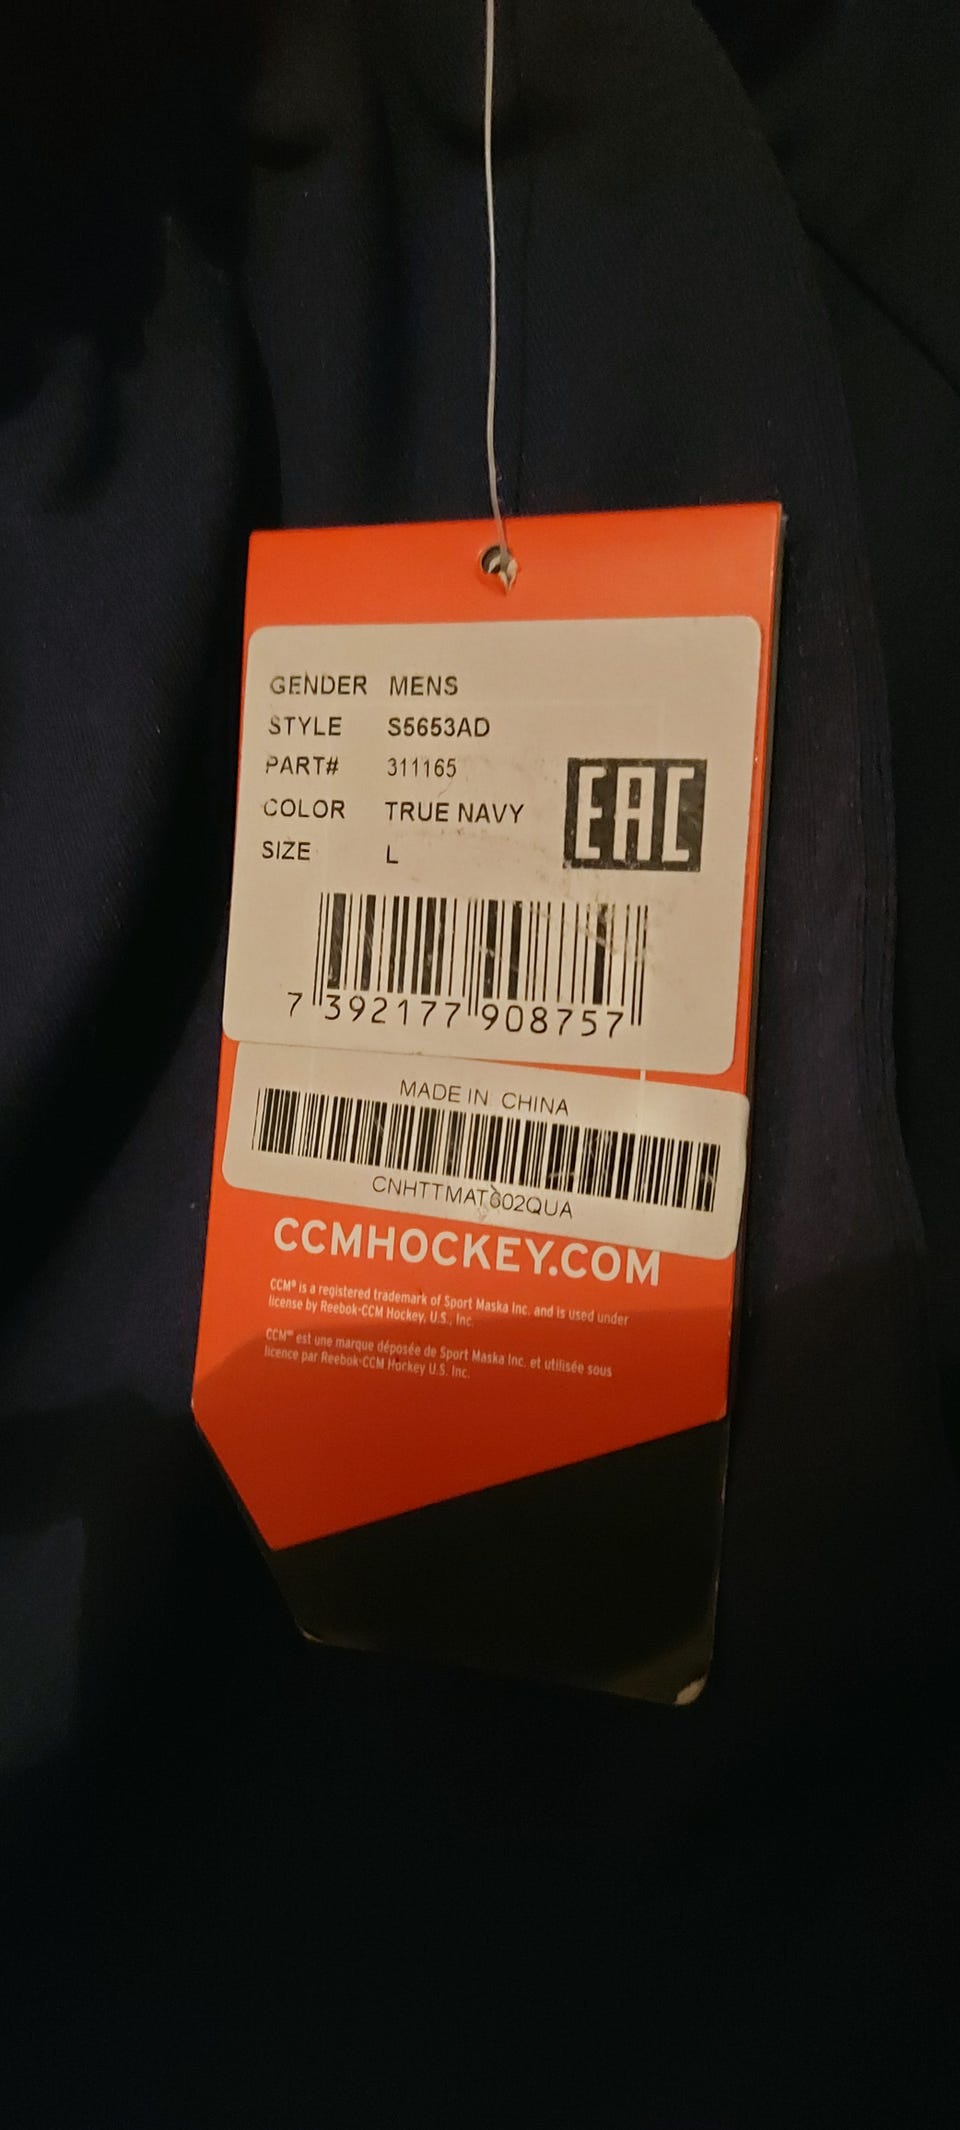 GENDER MENS
STYLE S5653AD
PART# 311165
COLOR TRUE NAVY
SIZE L
EAC
7 392177 908757
MADE IN CHINA
CNHTTMAT602QUA
CCMHOCKEY.COM
CCM® is a registered trademark of Sport Maska Inc. and is used under
license by Reebok-CCM Hockey, U.S., Inc.
CCM🅪 est une marque déposée de Sport Maska Inc. et utilisée sous
licence par Reebok-CCM Hockey U.S. Inc.